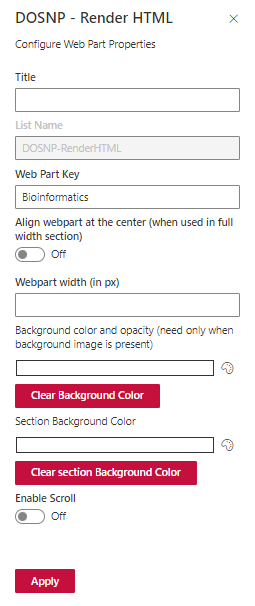 DOSNP - Render HTML
Configure Web Part Properties
Title
List Name
DOSNP-RenderHTML
Web Part Key
Bioinformatics
Align webpart at the center (when used in full
width section)
Off
Webpart width (in px)
Background color and opacity (need only when
background image is present)
Clear Background Color
Section Background Color
Clear section Background Color
Enable Scroll
Off
Apply